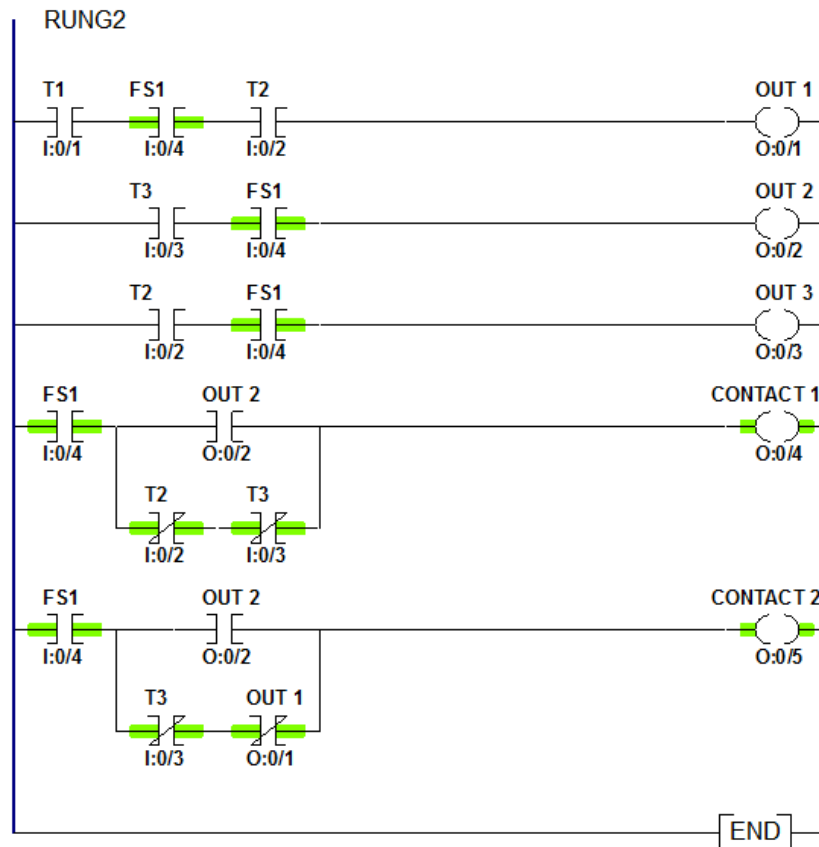 RUNG2
T1 FS1 T2 OUT 1
I:0/1 I:0/4 I:0/2 O:0/1
T3 FS1 OUT 2
I:0/3 I:0/4 O:0/2
T2 FS1 OUT 3
I:0/2 I:0/4 O:0/3
FS1 OUT 2 CONTACT 1
I:0/4 O:0/2 O:0/4
T2 T3
I:0/2 I:0/3
FS1 OUT 2 CONTACT 2
I:0/4 O:0/2 O:0/5
T3 OUT 1
I:0/3 O:0/1
END